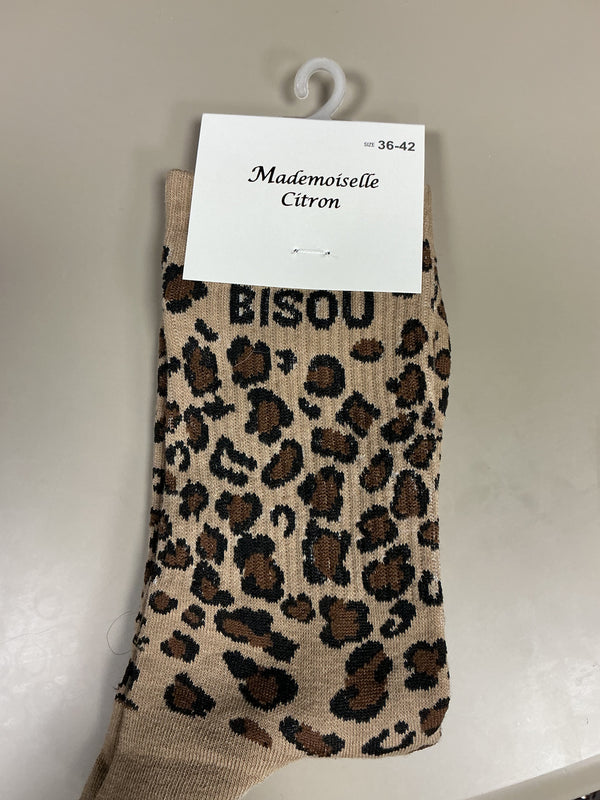 SIZE 36-42
Mademoiselle
Citron
BISOU